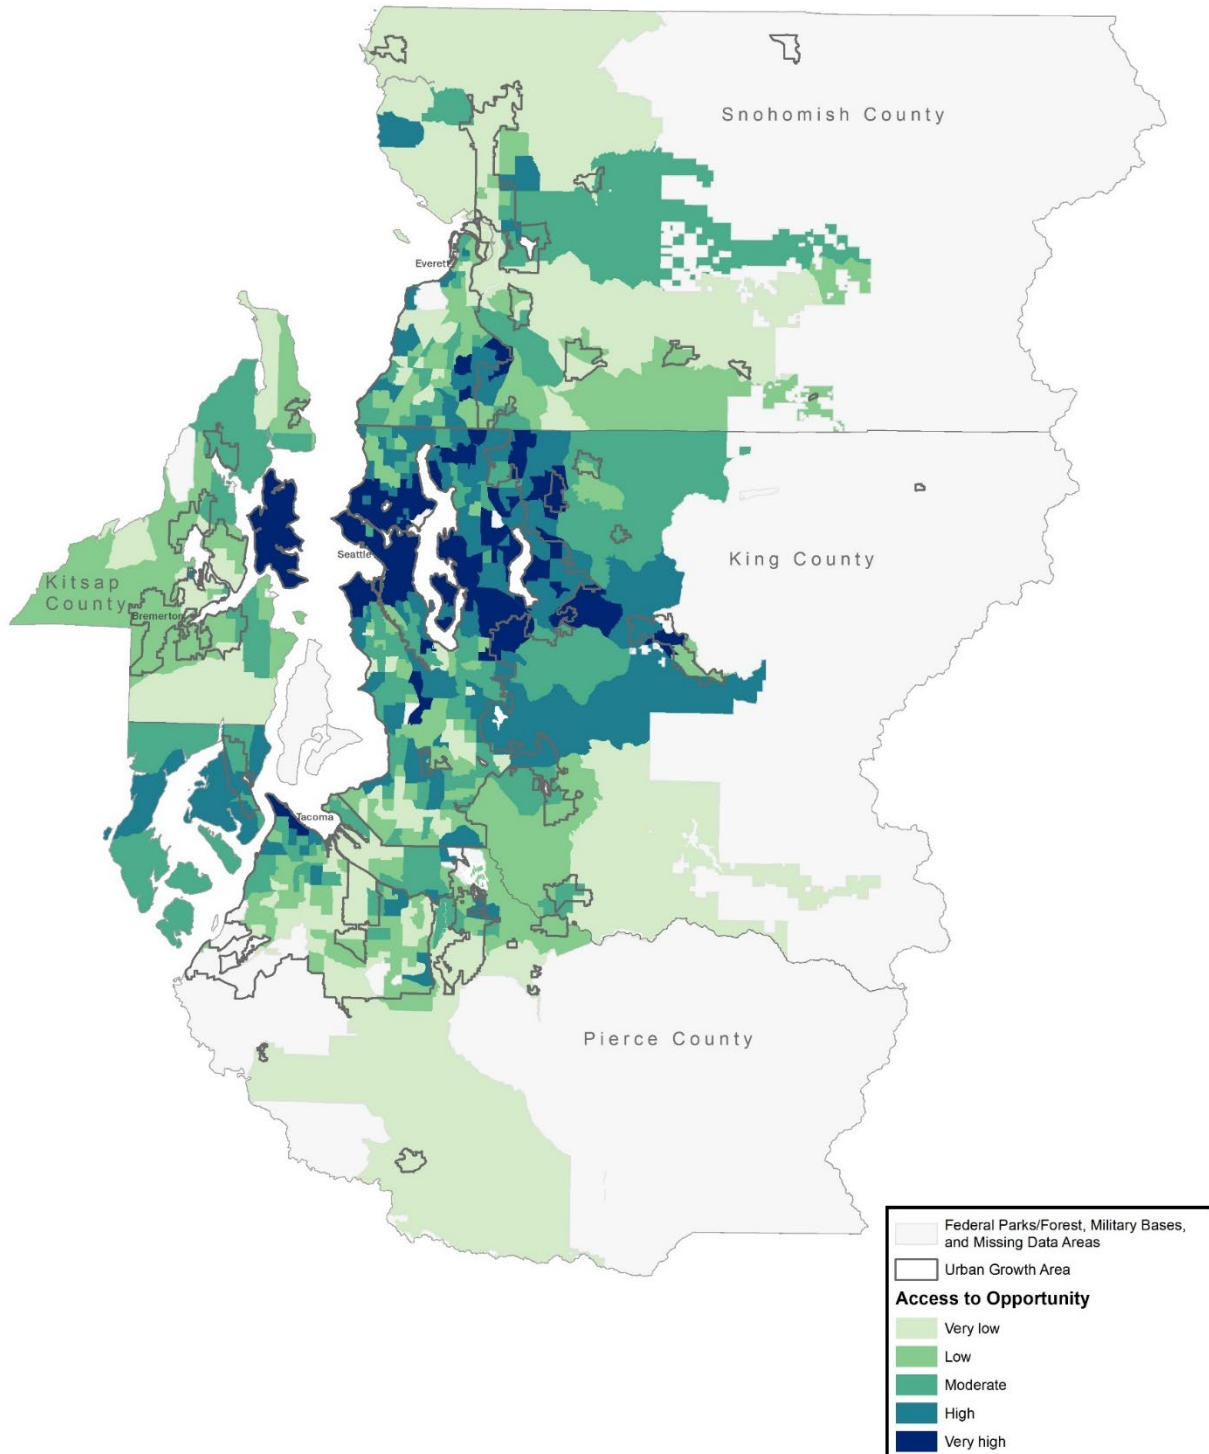 Snohomish County
Everett
Seattle
King County
Kitsap
County
Bremerton
Tacoma
Pierce County
Federal Parks/Forest, Military Bases,
and Missing Data Areas
Urban Growth Area
Access to Opportunity
Very low
Low
Moderate
High
Very high